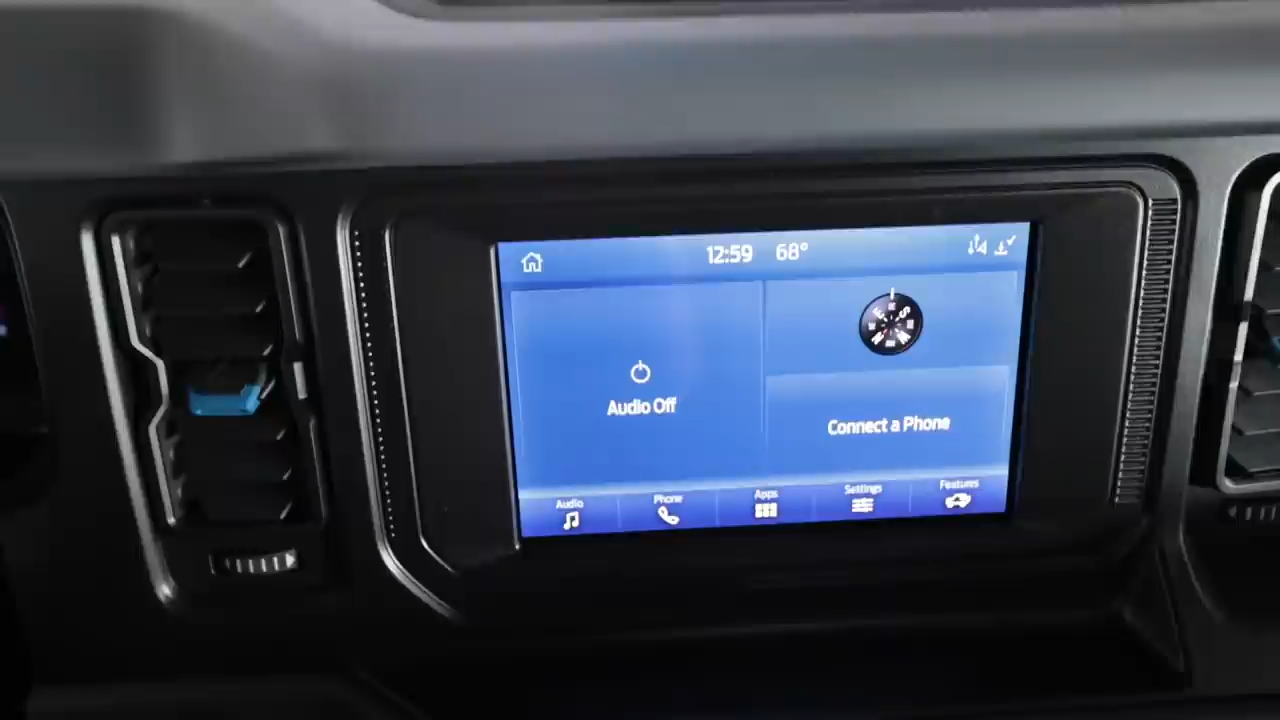 12:59 68°
Audio Off
Connect a Phone
Audio
Phone
Apps
Settings
Features